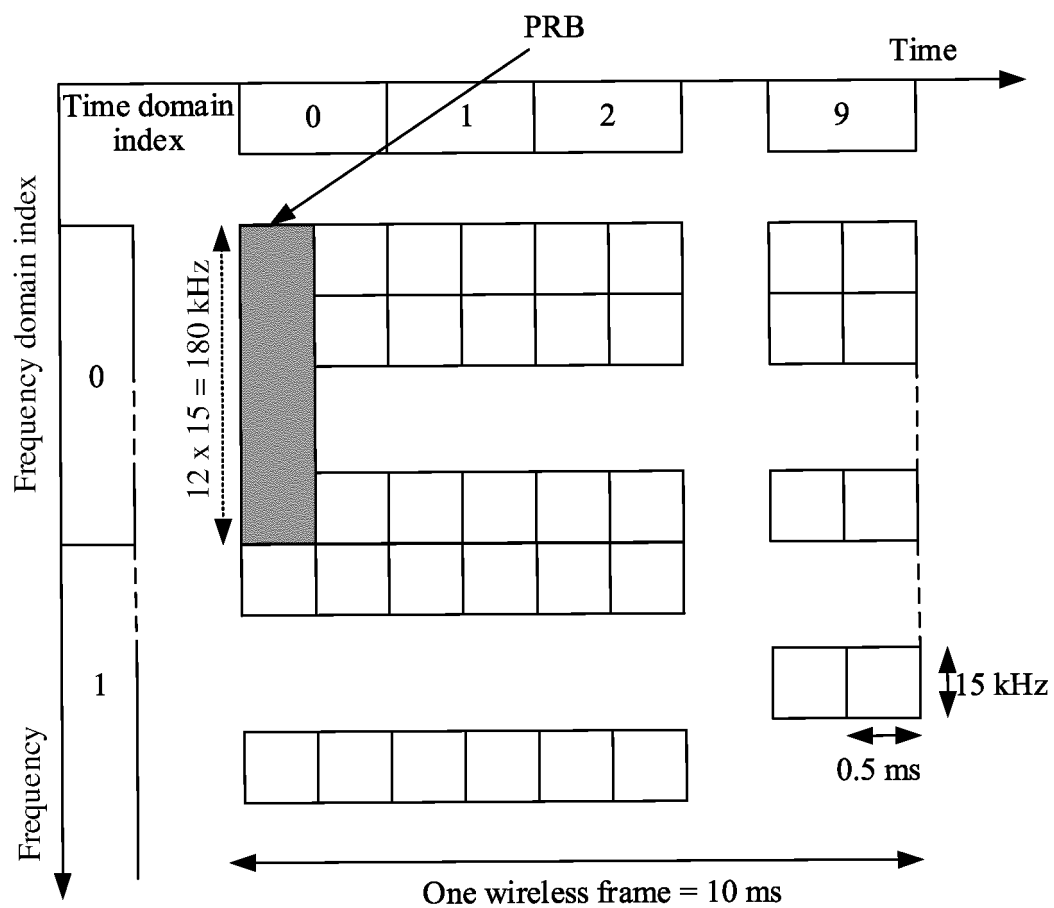 PRB
Time
Time domain
index
0
1
2
9
Frequency domain index
0
12 x 15 = 180 kHz
1
15 kHz
0.5 ms
Frequency
One wireless frame = 10 ms